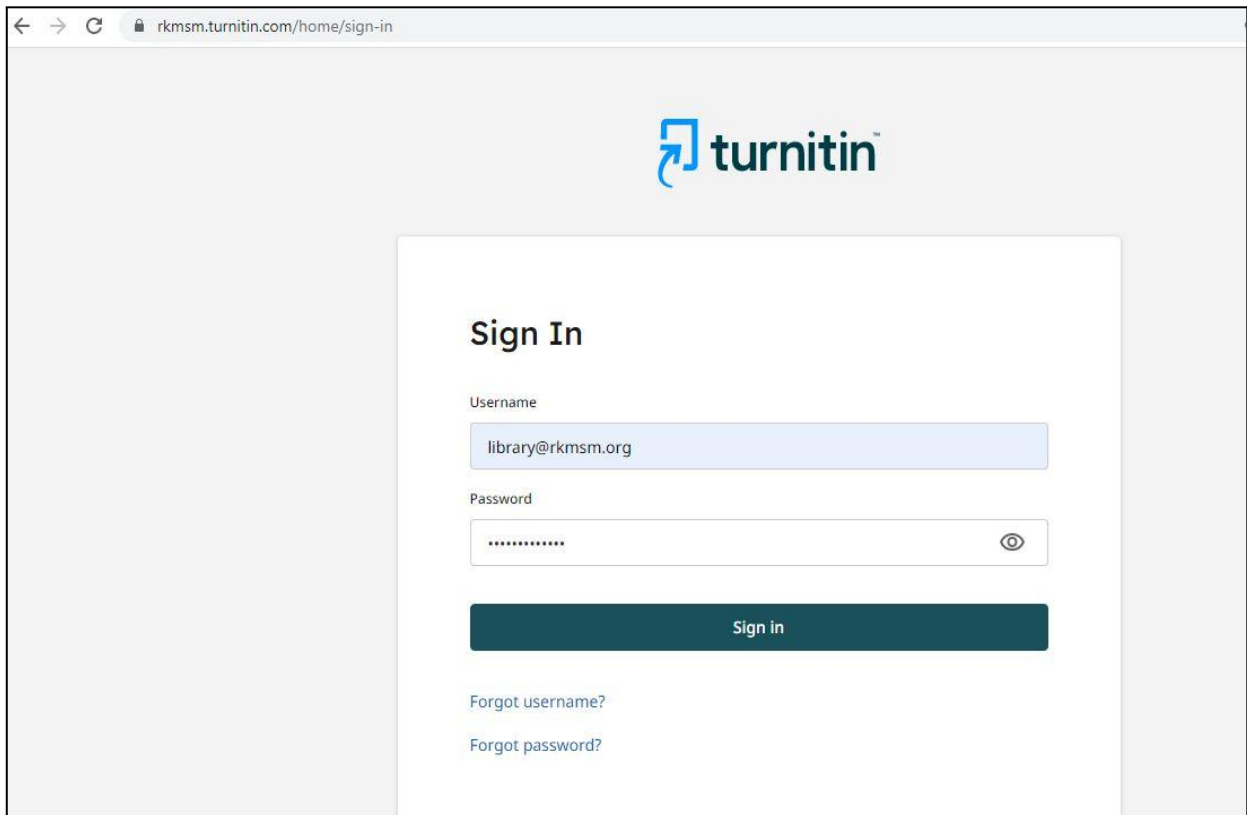 rkmsm.turnitin.com/home/sign-in
turnitin™
Sign In
Username
library@rkmsm.org
Password
•••••••••••••
Sign in
Forgot username?
Forgot password?